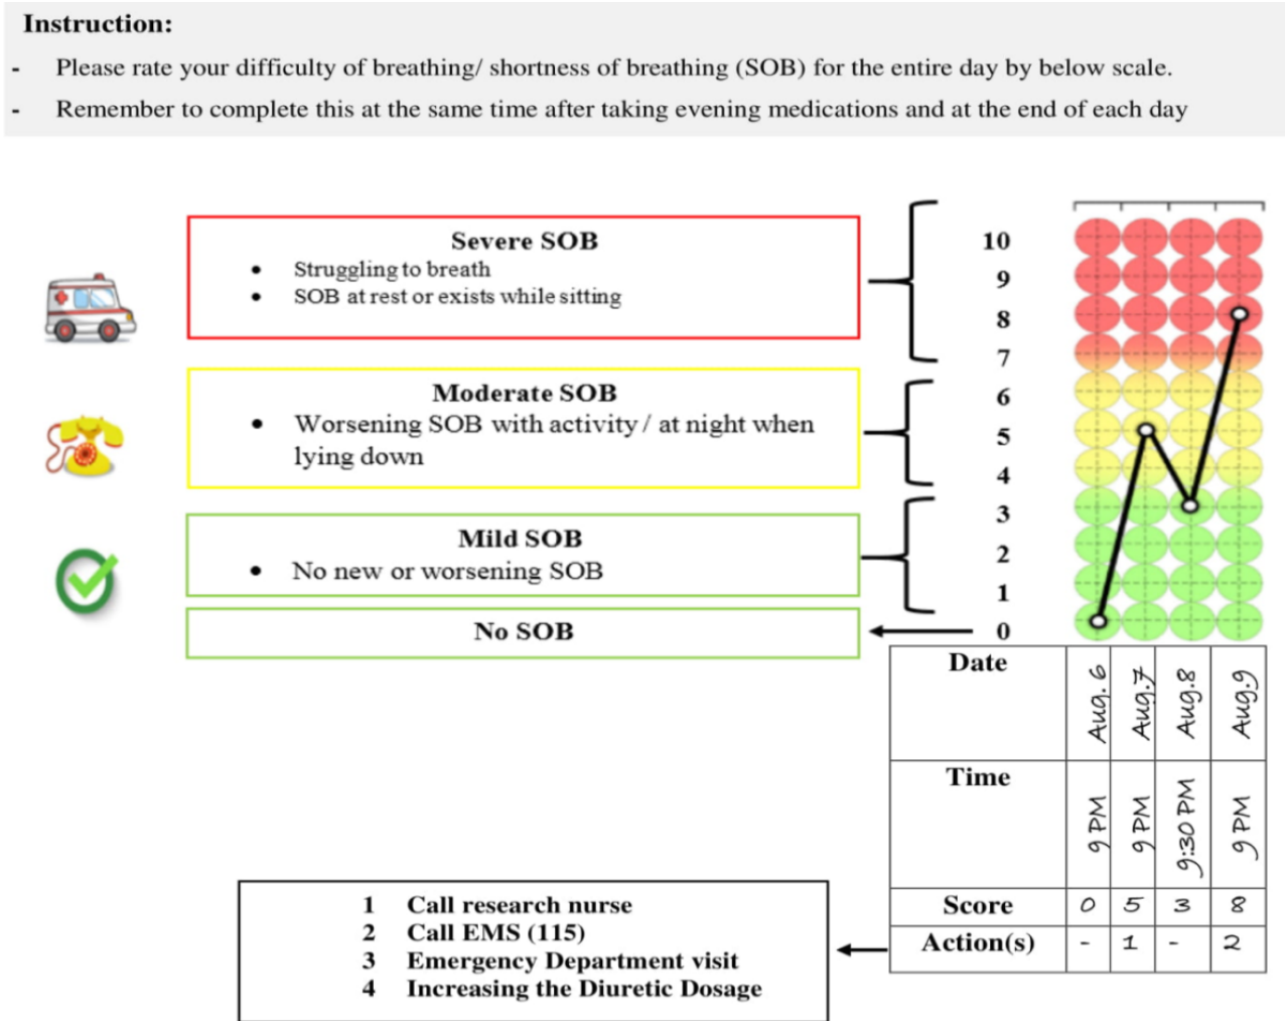 Instruction:
- Please rate your difficulty of breathing/ shortness of breathing (SOB) for the entire day by below scale.
- Remember to complete this at the same time after taking evening medications and at the end of each day
Severe SOB
• Struggling to breath
• SOB at rest or exists while sitting
Moderate SOB
• Worsening SOB with activity / at night when
lying down
Mild SOB
• No new or worsening SOB
No SOB
10
9
8
7
6
5
4
3
2
1
0
Date Aug. 6 Aug.7 Aug.8 Aug.9
Time 9 PM 9 PM 9:30 PM 9 PM
Score 0 5 3 8
Action(s) - 1 - 2
1 Call research nurse
2 Call EMS (115)
3 Emergency Department visit
4 Increasing the Diuretic Dosage